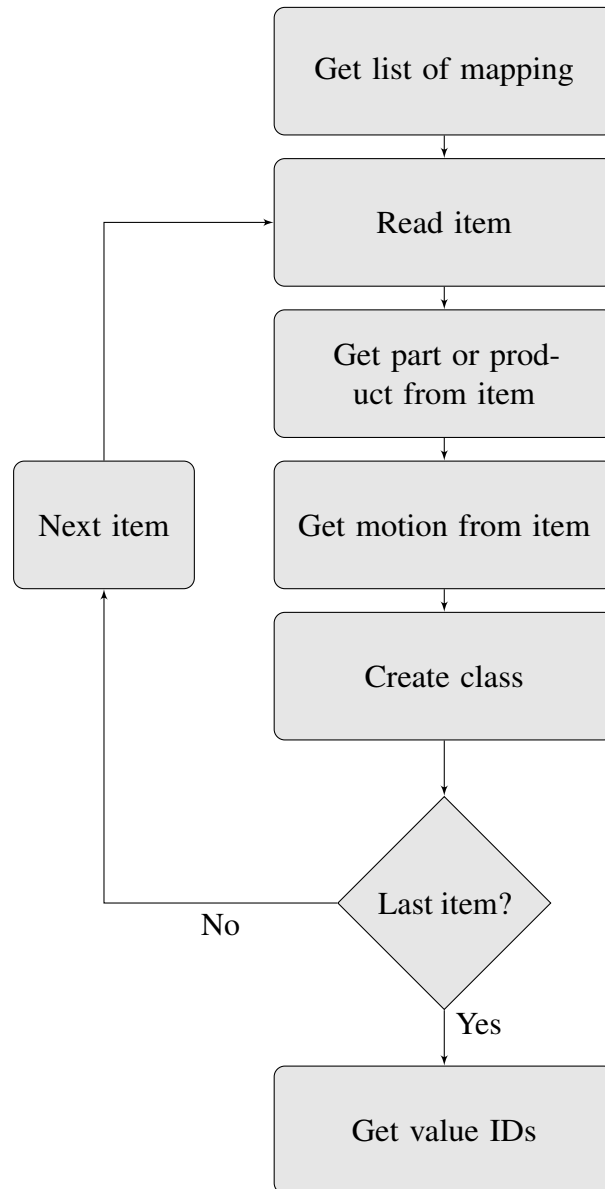 Get list of mapping
Read item
Get part or prod-
uct from item
Next item
Get motion from item
Create class
Last item?
No
Yes
Get value IDs